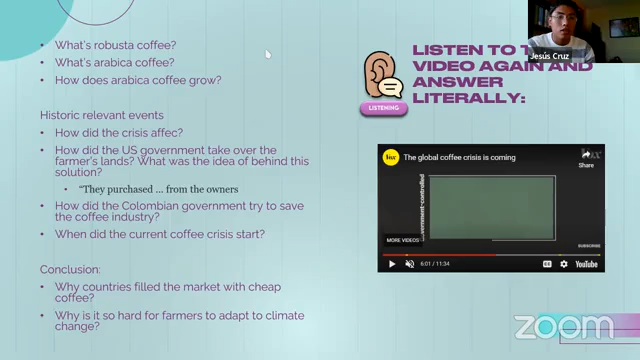 What's robusta coffee?
What's arabica coffee?
How does arabica coffee grow?
Historic relevant events
How did the crisis affec?
How did the US government take over the
farmer's lands? What was the idea of behind this
solution?
"They purchased ... from the owners
How did the Colombian government try to save
the coffee industry?
When did the current coffee crisis start?
Conclusion:
Why countries filled the market with cheap
coffee?
Why is it so hard for farmers to adapt to climate
change?
LISTENING
LISTEN TO
VIDEO AGAIN AND
ANSWER
LITERALLY:
Jesús Cruz
Vox
The global coffee crisis is coming
Share
vernment-controlled
MORE VIDEOS
SUBSCRIBE
6:01 / 11:34
CC
YouTube
zoom